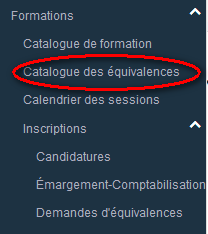 Formations
Catalogue de formation
Catalogue des équivalences
Calendrier des sessions
Inscriptions
Candidatures
Émargement-Comptabilisation
Demandes d'équivalences